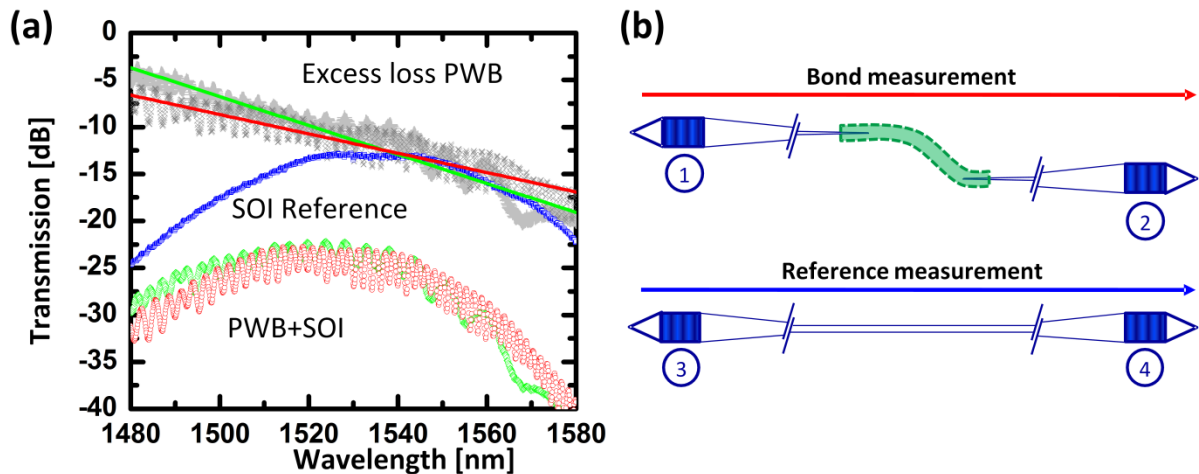 (a)
Transmission [dB]
0
-5
-10
-15
-20
-25
-30
-35
-40
Excess loss PWB
SOI Reference
PWB+SOI
1480 1500 1520 1540 1560 1580
Wavelength [nm]
(b)
Bond measurement
1
2
Reference measurement
3
4